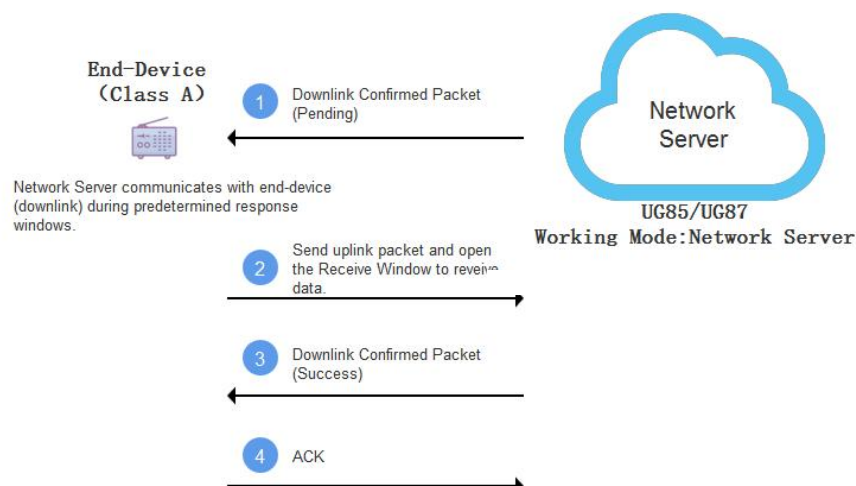 End-Device
(Class A)
1
Downlink Confirmed Packet
(Pending)
Network
Server
Network Server communicates with end-device
(downlink) during predetermined response
windows.
UG85/UG87
Working Mode:Network Server
2
Send uplink packet and open
the Receive Window to
data.
3
Downlink Confirmed Packet
(Success)
4
ACK